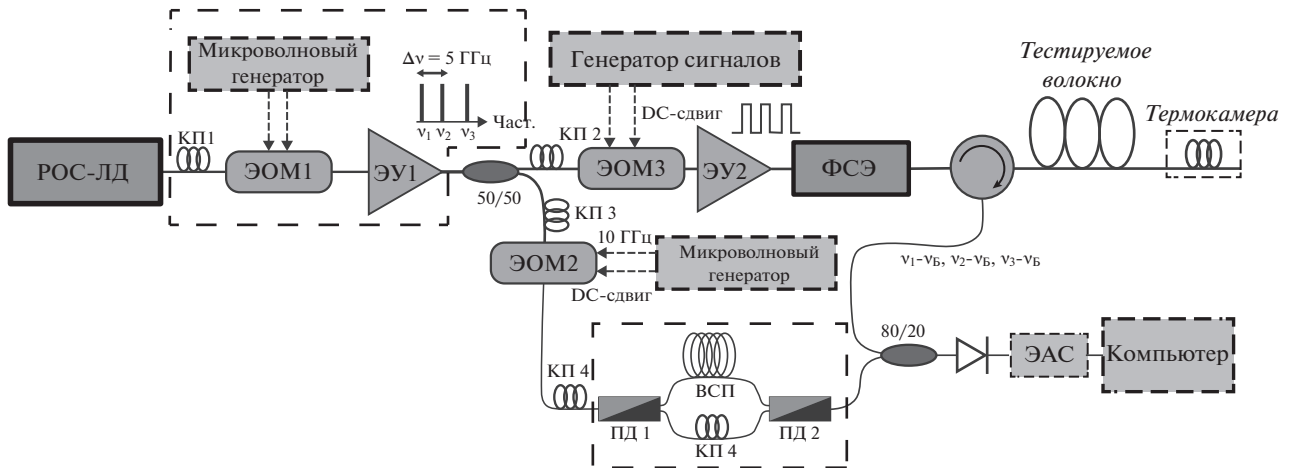 Микроволновый
генератор
Δν = 5 ГГц
ν₁ ν₂ ν₃
Част.
Генератор сигналов
DC-сдвиг
Тестируемое
волокно
Термокамера
РОС-ЛД
КП1
ЭОМ1
ЭУ1
50/50
КП 2
ЭОМ3
ЭУ2
ФСЭ
КП 3
ЭОМ2
10 ГГц
DC-сдвиг
Микроволновый
генератор
ν₁-νБ, ν₂-νБ, ν₃-νБ
КП 4
ПД 1
ВСП
КП 4
ПД 2
80/20
ЭАС
Компьютер